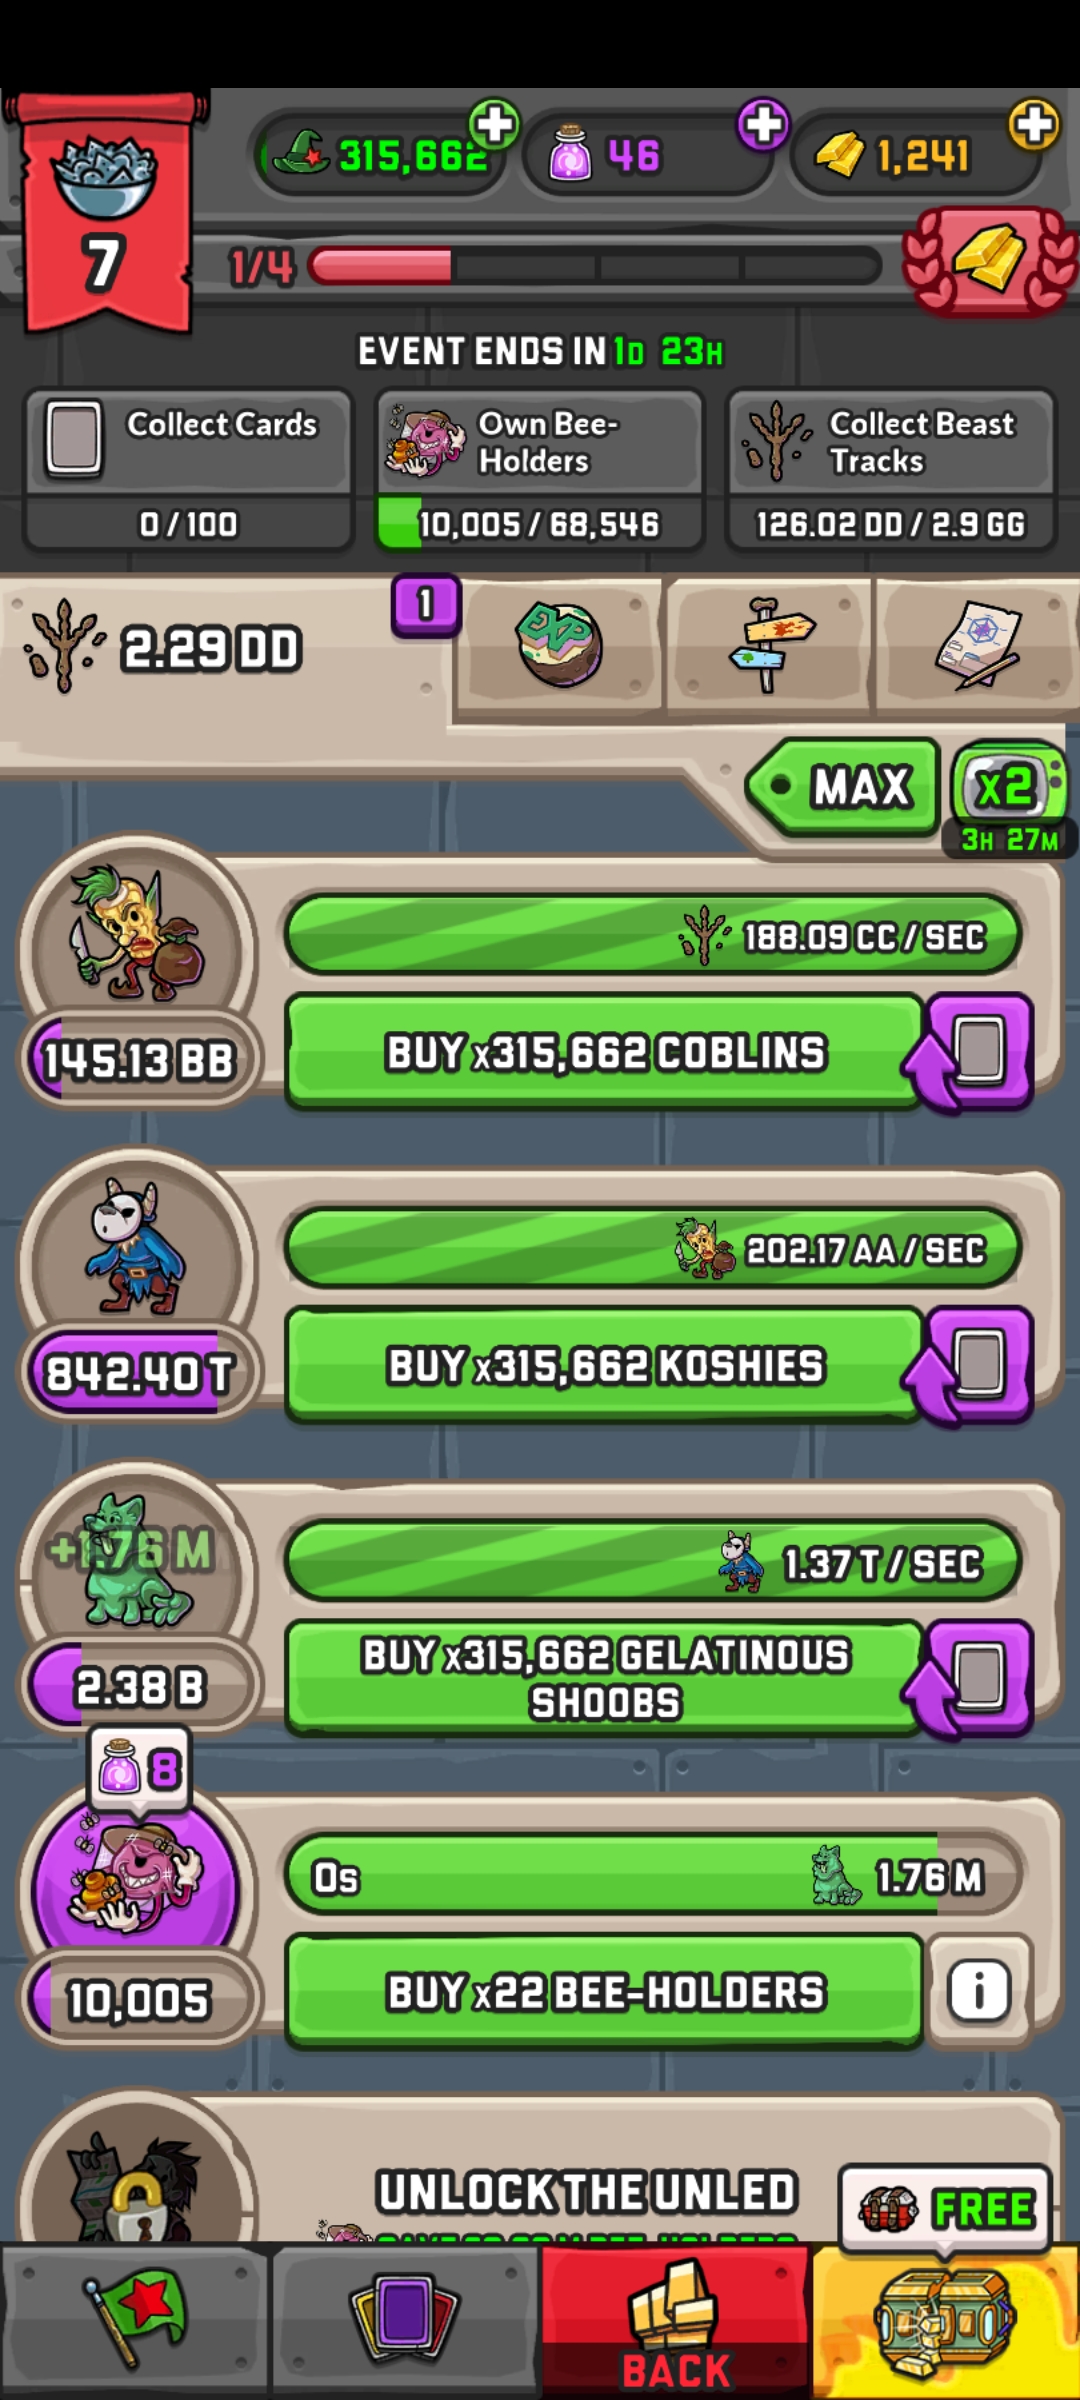 315,662
46
1,241
7
1/4
EVENT ENDS IN 1D 23H
Collect Cards
0 / 100
Own Bee-
Holders
10,005 / 68,546
Collect Beast
Tracks
126.02 DD / 2.9 GG
2.29 DD
1
EXP
MAX
x2
3H 27M
188.09 CC / SEC
145.13 BB
BUY x315,662 COBLINS
202.17 AA / SEC
842.40 T
BUY x315,662 KOSHIES
+1.76 M
1.37 T / SEC
2.38 B
BUY x315,662 GELATINOUS
SHOOBS
8
0s
1.76 M
10,005
BUY x22 BEE-HOLDERS
i
UNLOCK THE UNLED
FREE
BACK